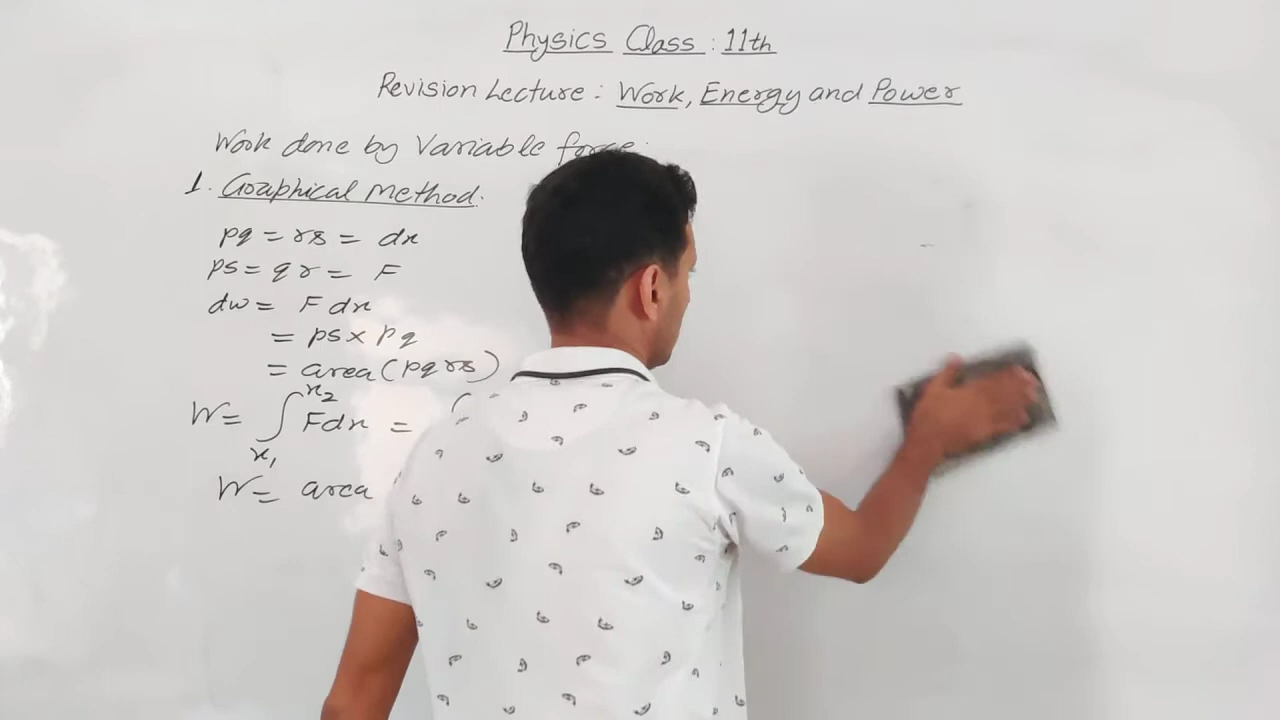 Physics Class : 11th
Revision Lecture : Work, Energy and Power
Work done by Variable force.
1. Graphical Method.
pq = rs = dx
ps = qr = F
dw = F dx
= ps x pq
= area (pqrs)
W = ∫ x₂ x₁ F dx =
W = area